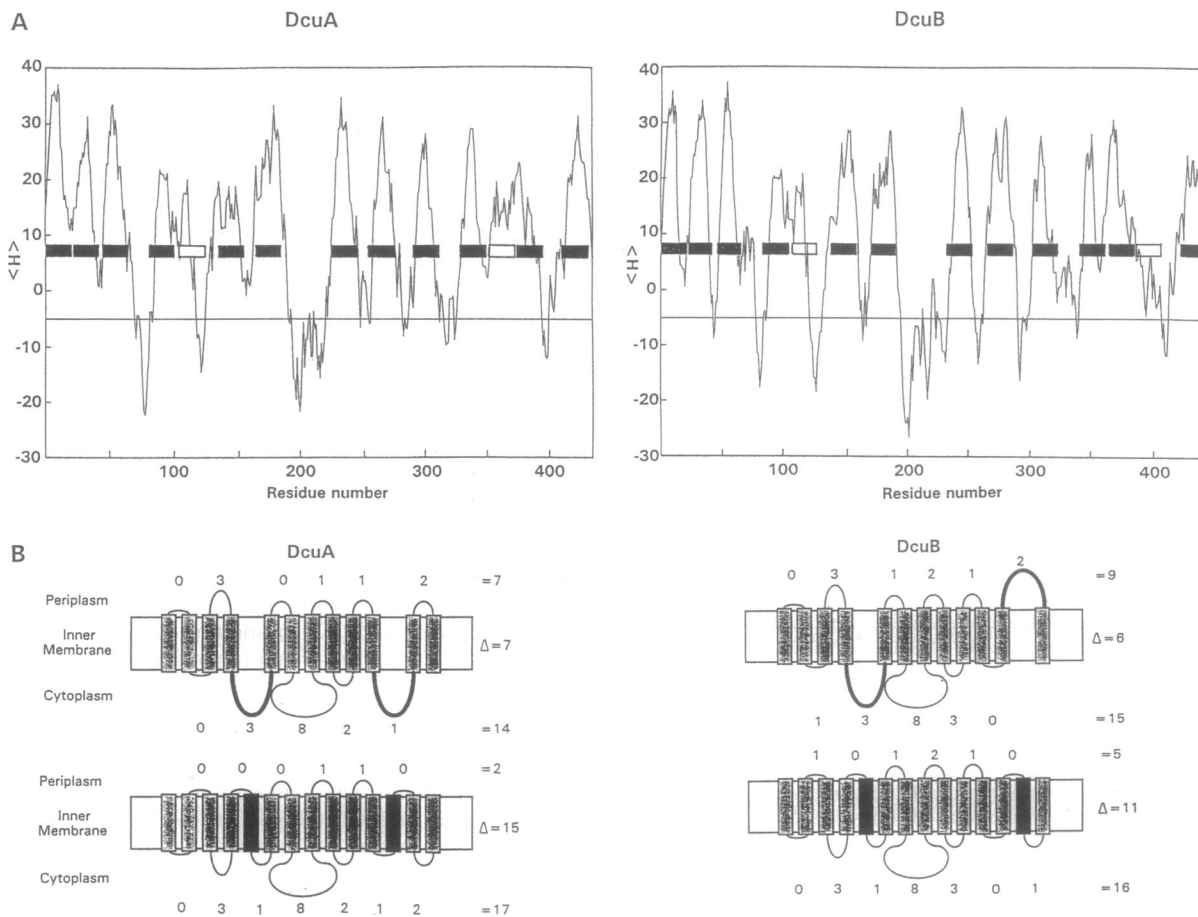 A
DcuA
DcuB
40
30
20
10
0
-10
-20
-30
<H>
100
200
300
400
Residue number
40
30
20
10
0
-10
-20
-30
<H>
100
200
300
400
Residue number
B
DcuA
0 3 0 1 1 2 =7
Periplasm
Inner
Membrane
Δ=7
Cytoplasm
0 3 8 2 1 =14
0 0 0 1 1 0 =2
Periplasm
Inner
Membrane
Δ=15
Cytoplasm
0 3 1 8 2 1 2 =17
DcuB
0 3 1 2 1 2 =9
Δ=6
1 3 8 3 0 =15
1 0 1 2 1 0 =5
Δ=11
0 3 1 8 3 0 1 =16